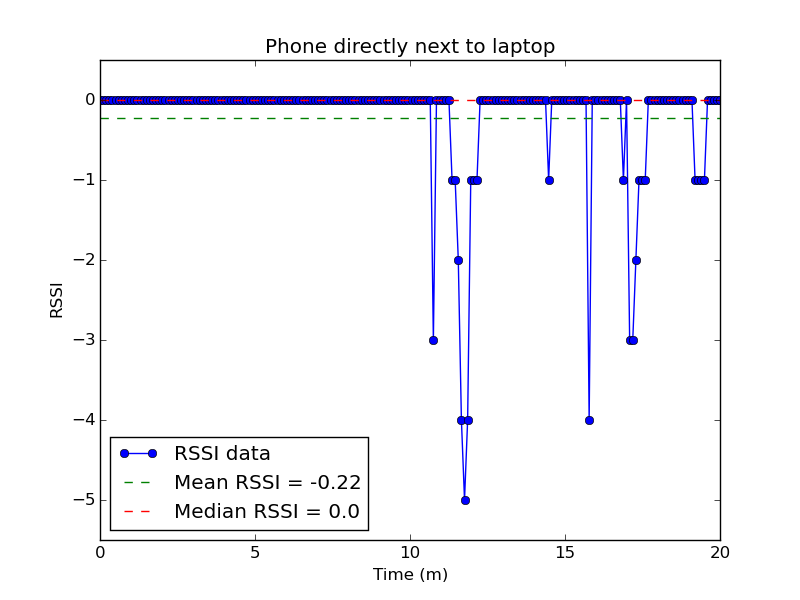 Phone directly next to laptop
0
−1
−2
−3
−4
−5
RSSI
RSSI data
Mean RSSI = -0.22
Median RSSI = 0.0
0 5 10 15 20
Time (m)